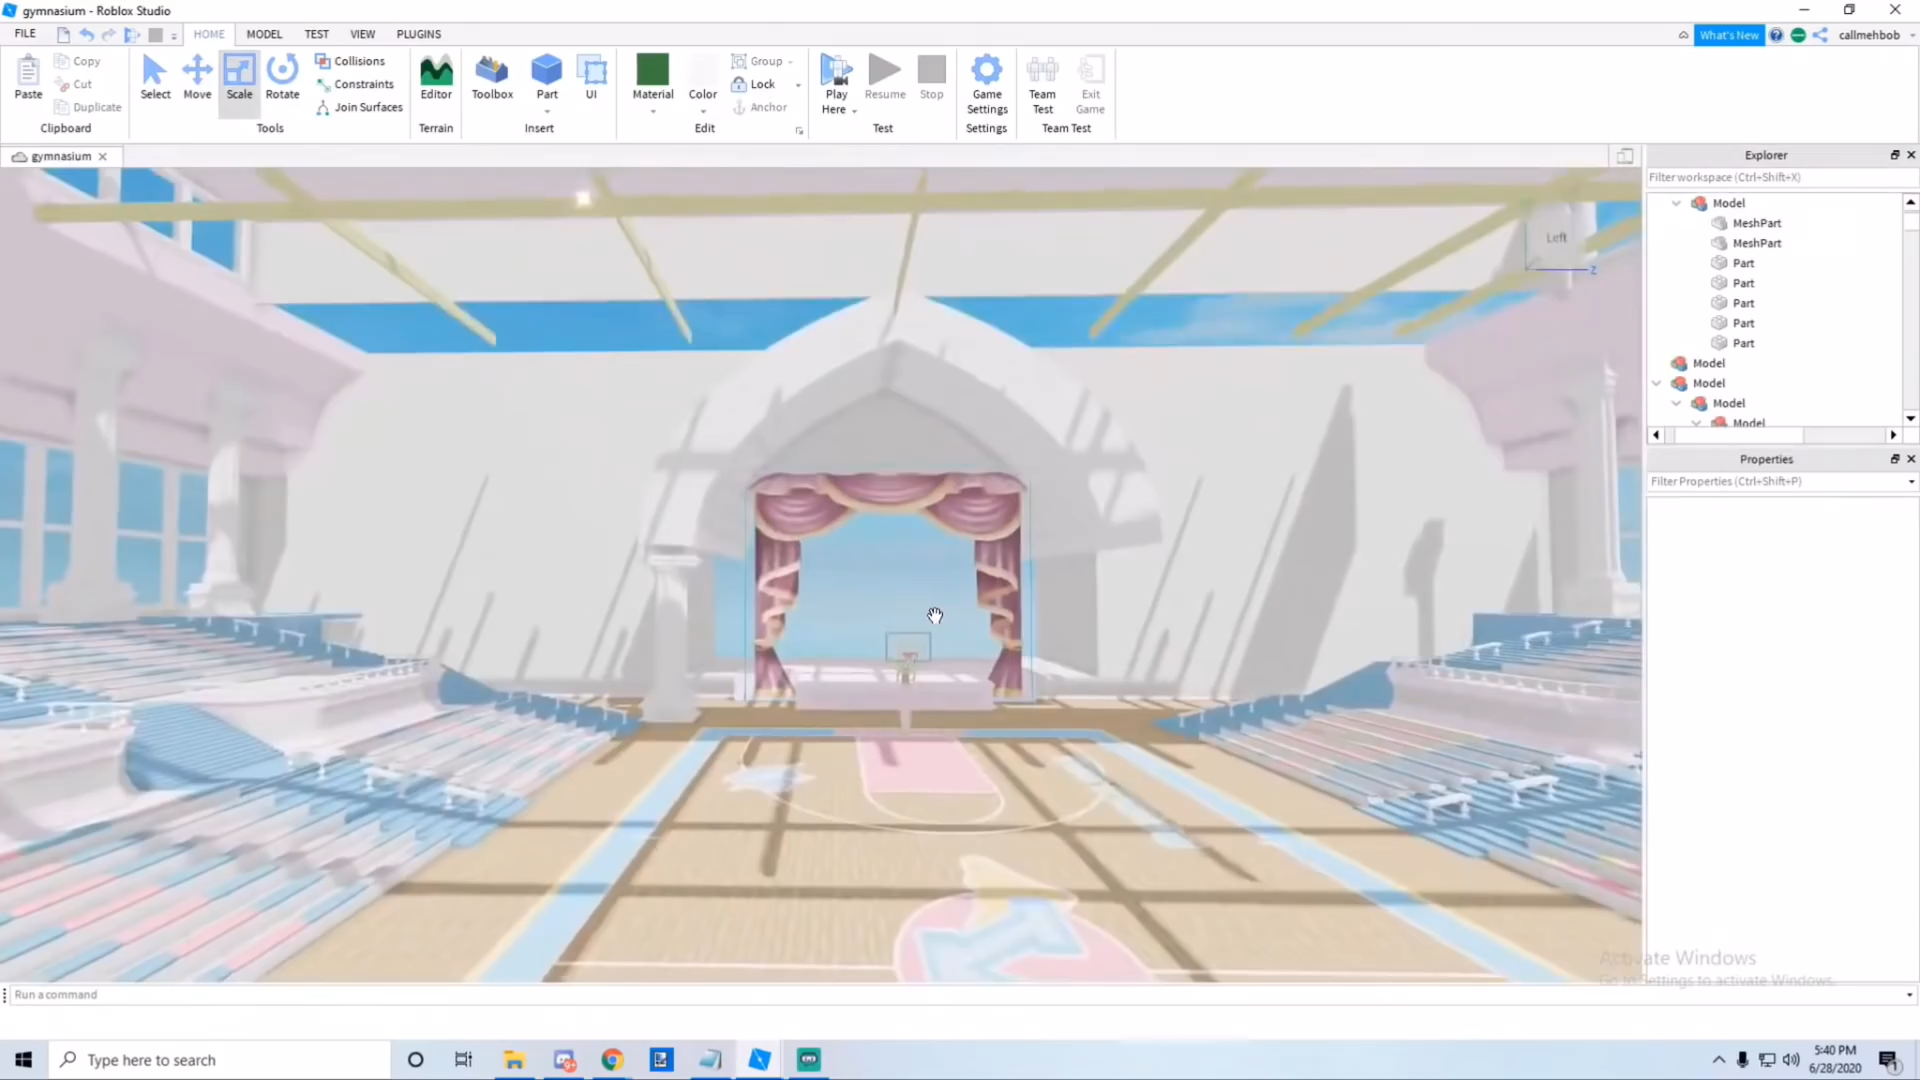 gymnasium - Roblox Studio
FILE HOME MODEL TEST VIEW PLUGINS What's New callmehbob
Paste Copy Cut Duplicate Clipboard
Select Move Scale Rotate Collisions Constraints Join Surfaces Tools
Editor Terrain
Toolbox Part UI Insert
Material Color Group Lock Anchor Edit
Play Here Resume Stop Test
Game Settings Settings
Team Test Exit Game Team Test
gymnasium
Explorer
Filter workspace (Ctrl+Shift+X)
Model
MeshPart
MeshPart
Part
Part
Part
Part
Part
Model
Model
Model
Model
Left
Z
Properties
Filter Properties (Ctrl+Shift+P)
Activate Windows
Go to Settings to activate Windows.
Run a command
Type here to search
5:40 PM
6/28/2020
1